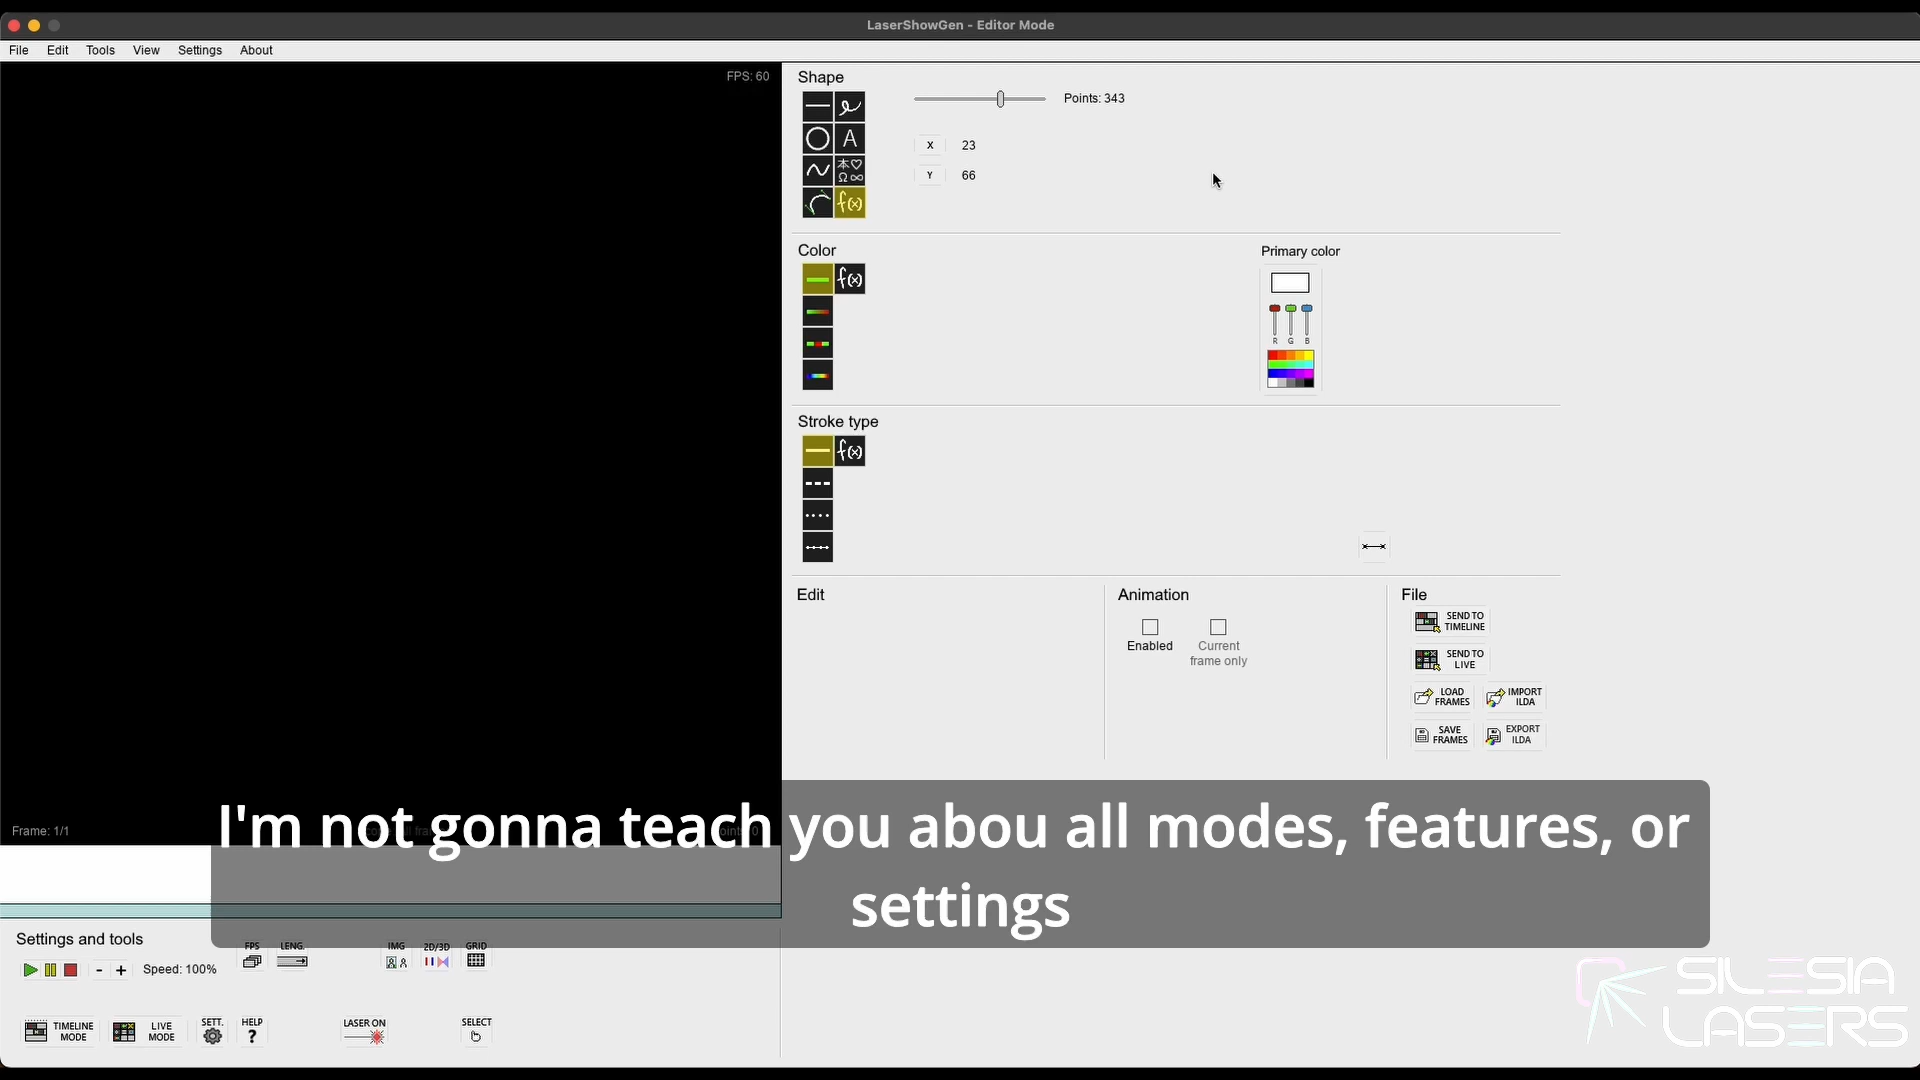 LaserShowGen - Editor Mode
File Edit Tools View Settings About
FPS: 60
Shape
Points: 343
A
本♡
Ω∞
f(x)
X 23
Y 66
Color
f(x)
Primary color
R G B
Stroke type
f(x)
Edit
Animation
Enabled
Current
frame only
File
SEND TO
TIMELINE
SEND TO
LIVE
LOAD
FRAMES
IMPORT
ILDA
SAVE
FRAMES
EXPORT
ILDA
Frame: 1/1
I'm not gonna teach you abou all modes, features, or
settings
Settings and tools
Speed: 100%
- +
FPS
LENG.
IMG
2D/3D
GRID
TIMELINE
MODE
LIVE
MODE
SETT.
HELP
?
LASER ON
SELECT
SILESIA
LASERS